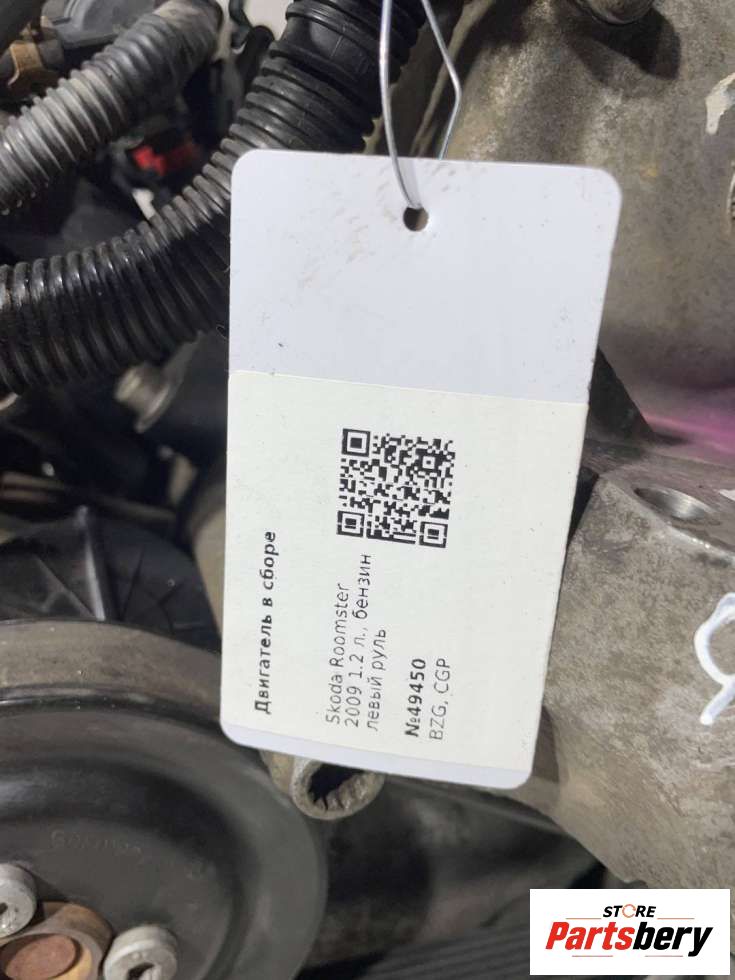 Двигатель в сборе
Skoda Roomster
2009 1.2 л., бензин
левый руль
№49450
BZG, CGP
STORE
Partsbery